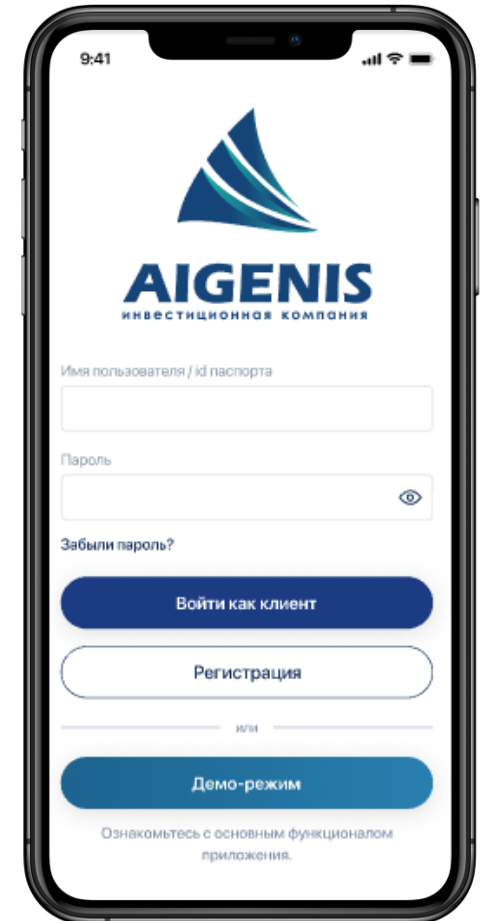 9:41
AIGENIS
инвестиционная компания
Имя пользователя / id паспорта
Пароль
Забыли пароль?
Войти как клиент
Регистрация
или
Демо-режим
Ознакомьтесь с основным функционалом
приложения.